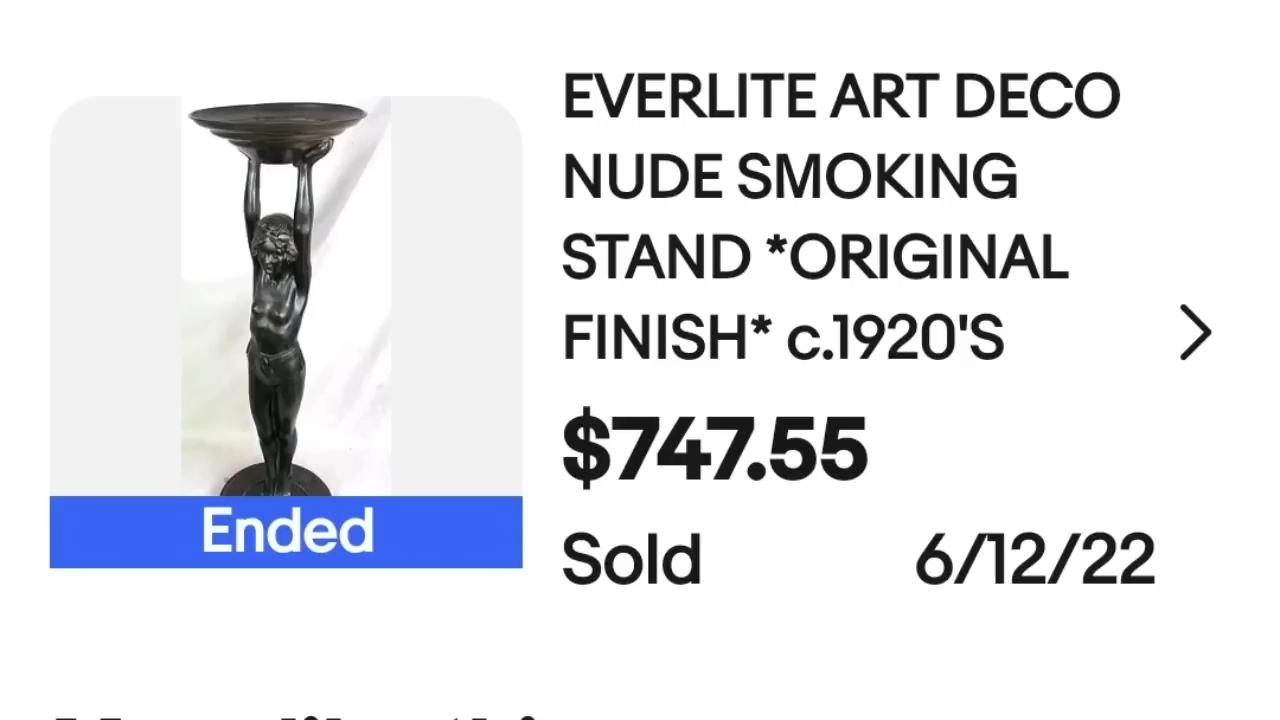 EVERLITE ART DECO
NUDE SMOKING
STAND *ORIGINAL
FINISH* c.1920'S
$747.55
Ended
Sold 6/12/22